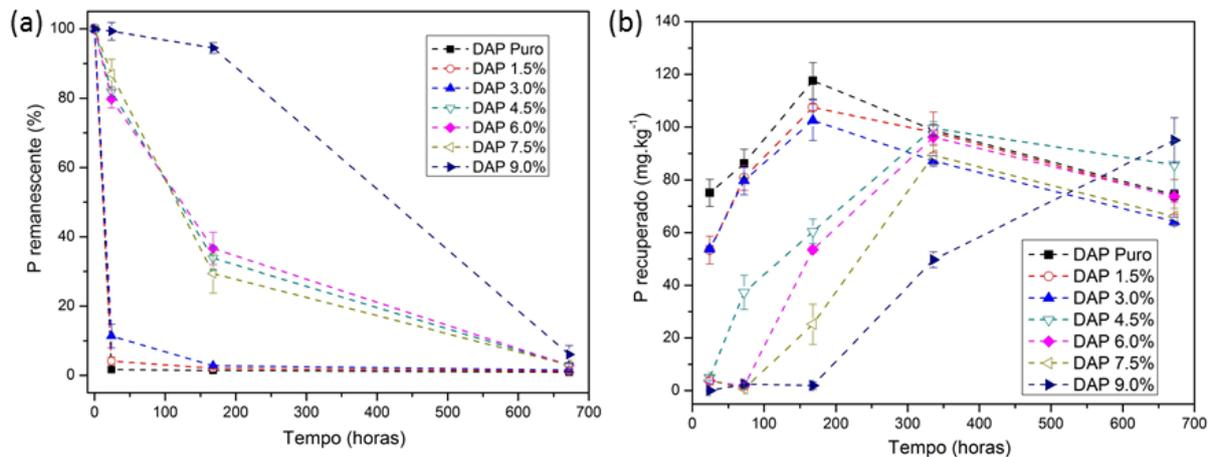 (a)
P remanescente (%)
100
80
60
40
20
0
0 100 200 300 400 500 600 700
Tempo (horas)
DAP Puro
DAP 1.5%
DAP 3.0%
DAP 4.5%
DAP 6.0%
DAP 7.5%
DAP 9.0%
(b)
P recuperado (mg.kg⁻¹)
140
120
100
80
60
40
20
0
0 100 200 300 400 500 600 700
Tempo (horas)
DAP Puro
DAP 1.5%
DAP 3.0%
DAP 4.5%
DAP 6.0%
DAP 7.5%
DAP 9.0%